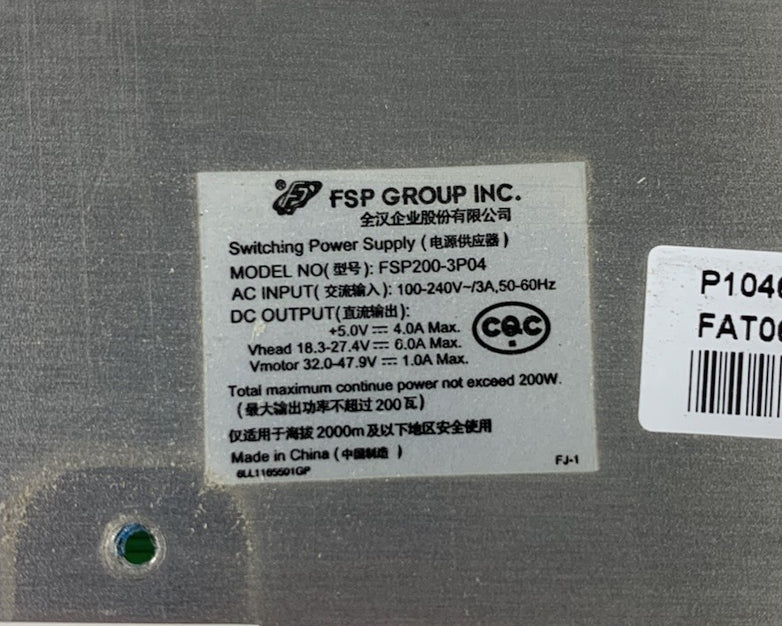 ® FSP GROUP INC.
全汉企业股份有限公司
Switching Power Supply (电源供应器)
MODEL NO(型号): FSP200-3P04
AC INPUT(交流输入): 100-240V~/3A,50-60Hz
DC OUTPUT(直流输出):
+5.0V ⎓ 4.0A Max.
Vhead 18.3-27.4V ⎓ 6.0A Max.
Vmotor 32.0-47.9V ⎓ 1.0A Max.
CQC
Total maximum continue power not exceed 200W.
(最大输出功率不超过200瓦)
仅适用于海拔2000m及以下地区安全使用
Made in China (中国制造)
6LL1165501GP
FJ-1
P104
FAT0